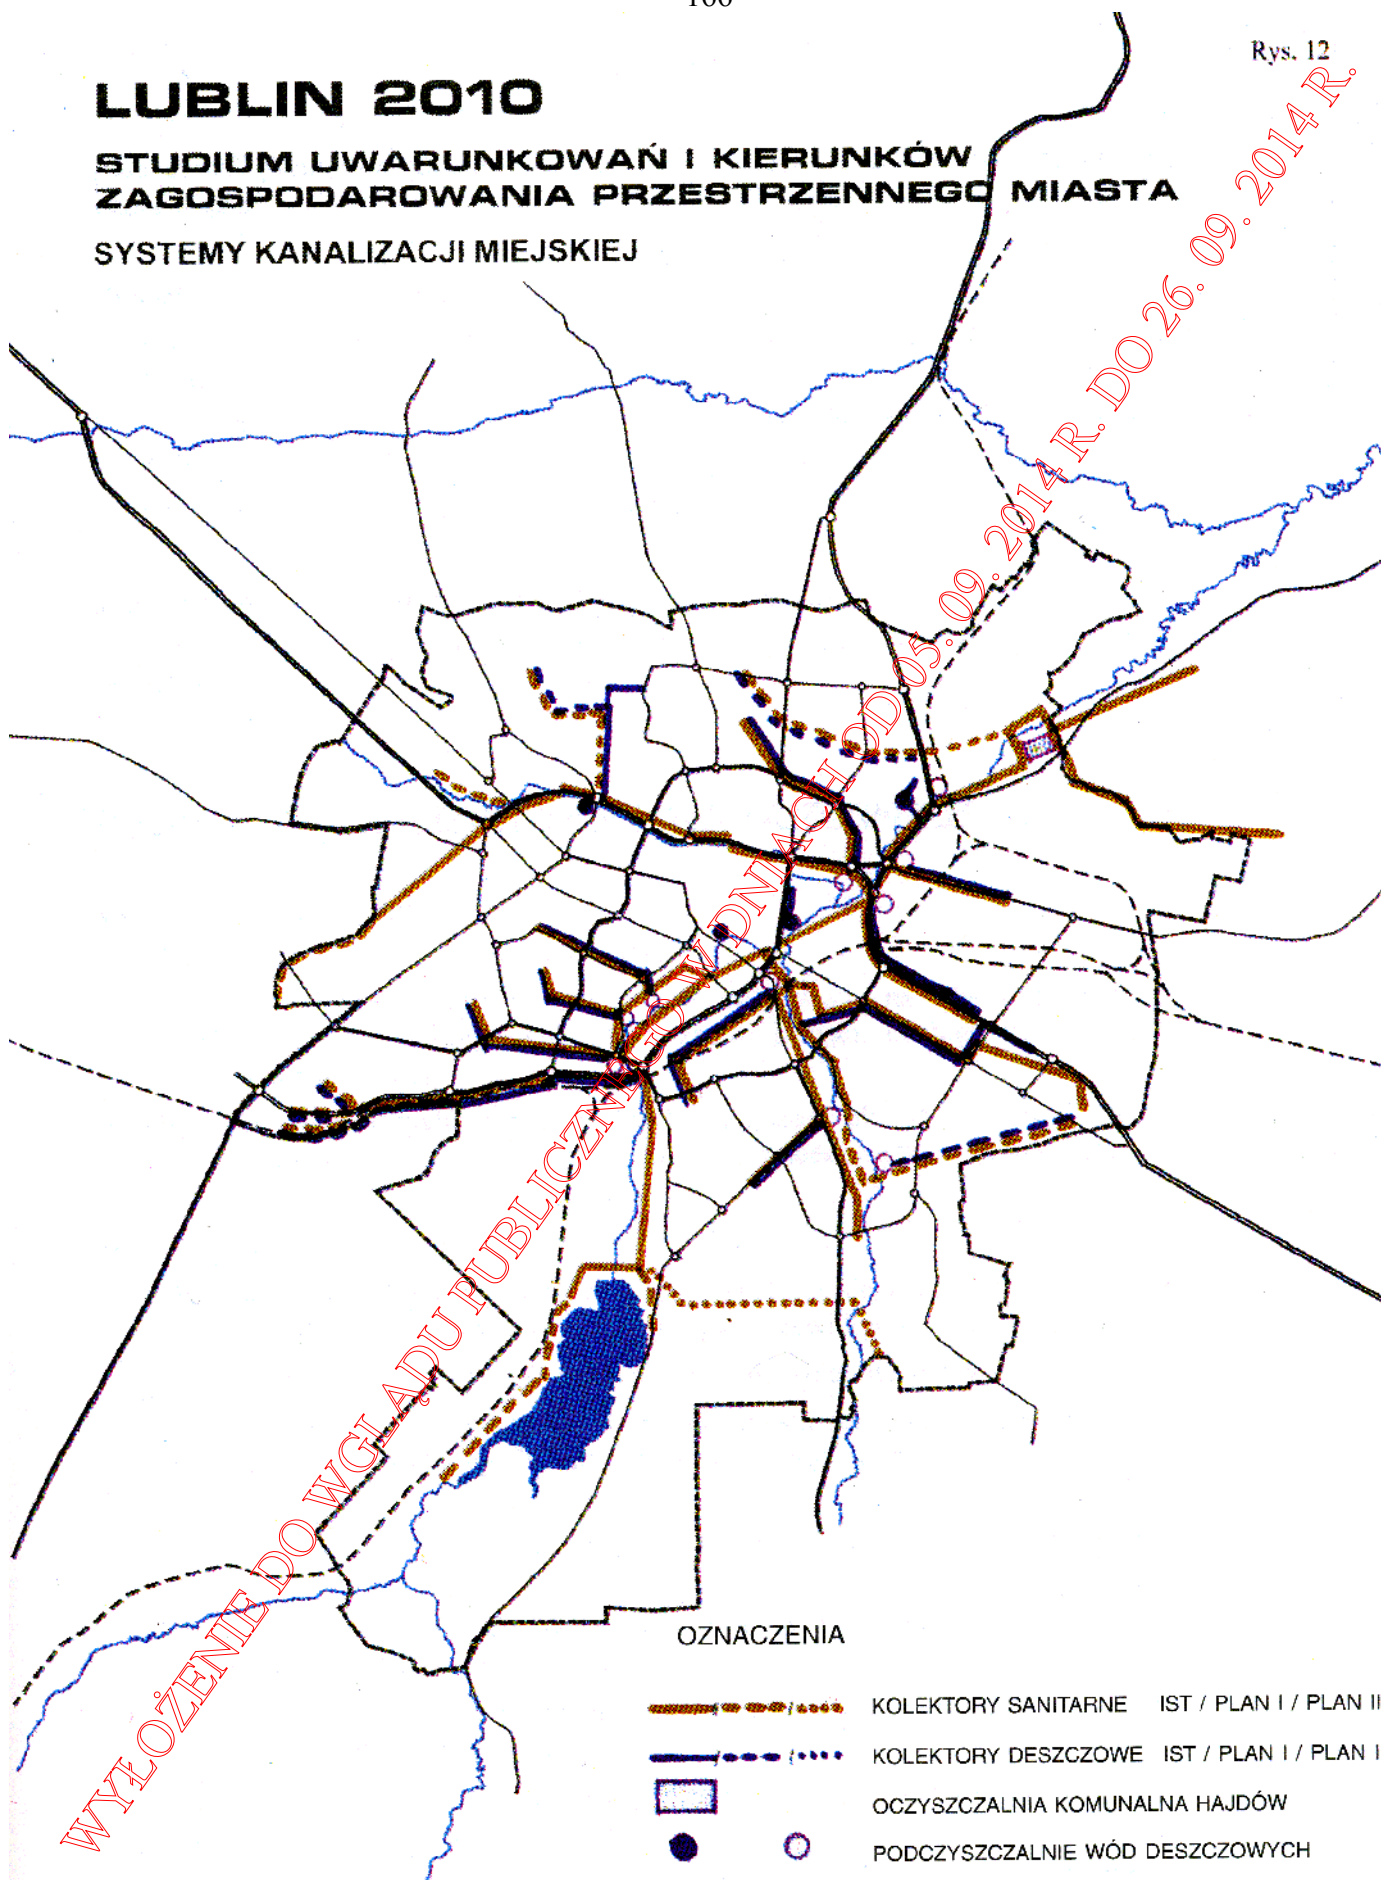 Rys. 12
LUBLIN 2010
STUDIUM UWARUNKOWAŃ I KIERUNKÓW
ZAGOSPODAROWANIA PRZESTRZENNEGO MIASTA
SYSTEMY KANALIZACJI MIEJSKIEJ
WYŁOŻENIE DO WGLĄDU PUBLICZNEGO W DNIACH OD 05. 09. 2014 R. DO 26. 09. 2014 R.
OZNACZENIA
KOLEKTORY SANITARNE IST / PLAN I / PLAN II
KOLEKTORY DESZCZOWE IST / PLAN I / PLAN I
OCZYSZCZALNIA KOMUNALNA HAJDÓW
PODCZYSZCZALNIE WÓD DESZCZOWYCH